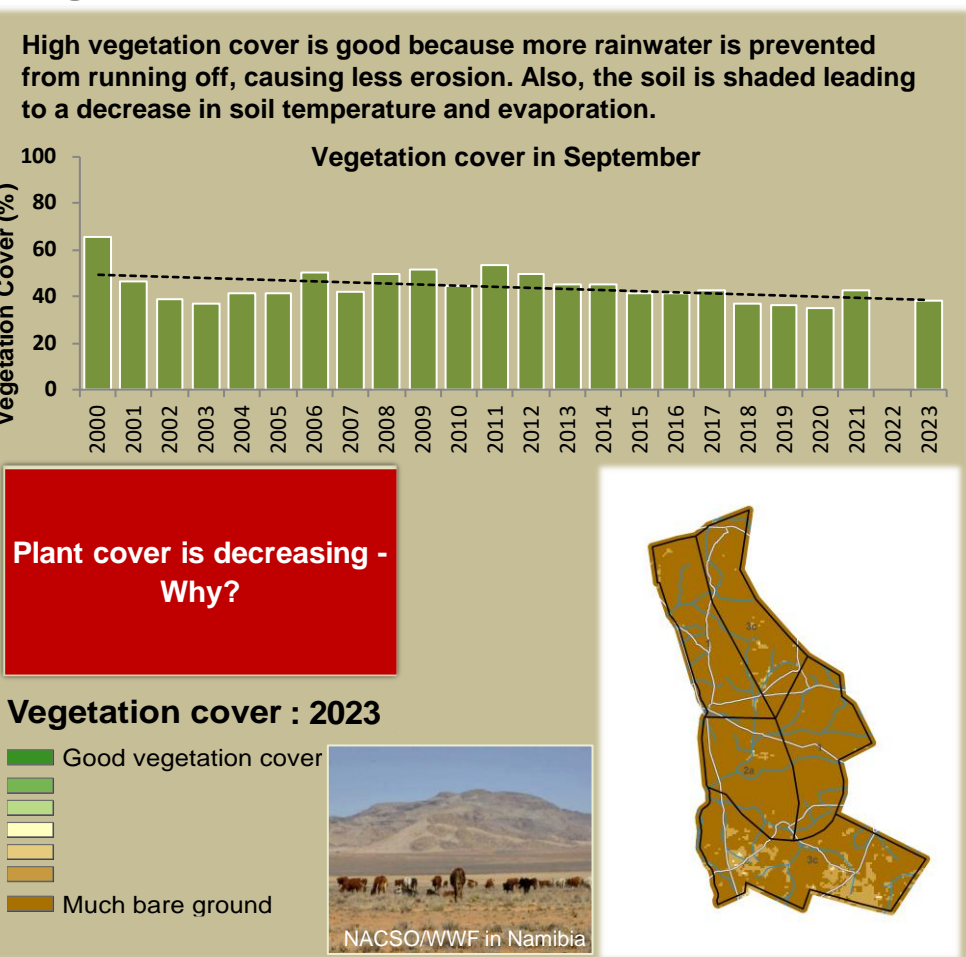 High vegetation cover is good because more rainwater is prevented
from running off, causing less erosion. Also, the soil is shaded leading
to a decrease in soil temperature and evaporation.
Vegetation cover in September
Vegetation Cover (%)
100
80
60
40
20
0
2000 2001 2002 2003 2004 2005 2006 2007 2008 2009 2010 2011 2012 2013 2014 2015 2016 2017 2018 2019 2020 2021 2022 2023
Plant cover is decreasing -
Why?
Vegetation cover : 2023
Good vegetation cover
Much bare ground
NACSO/WWF in Namibia
2a
3c